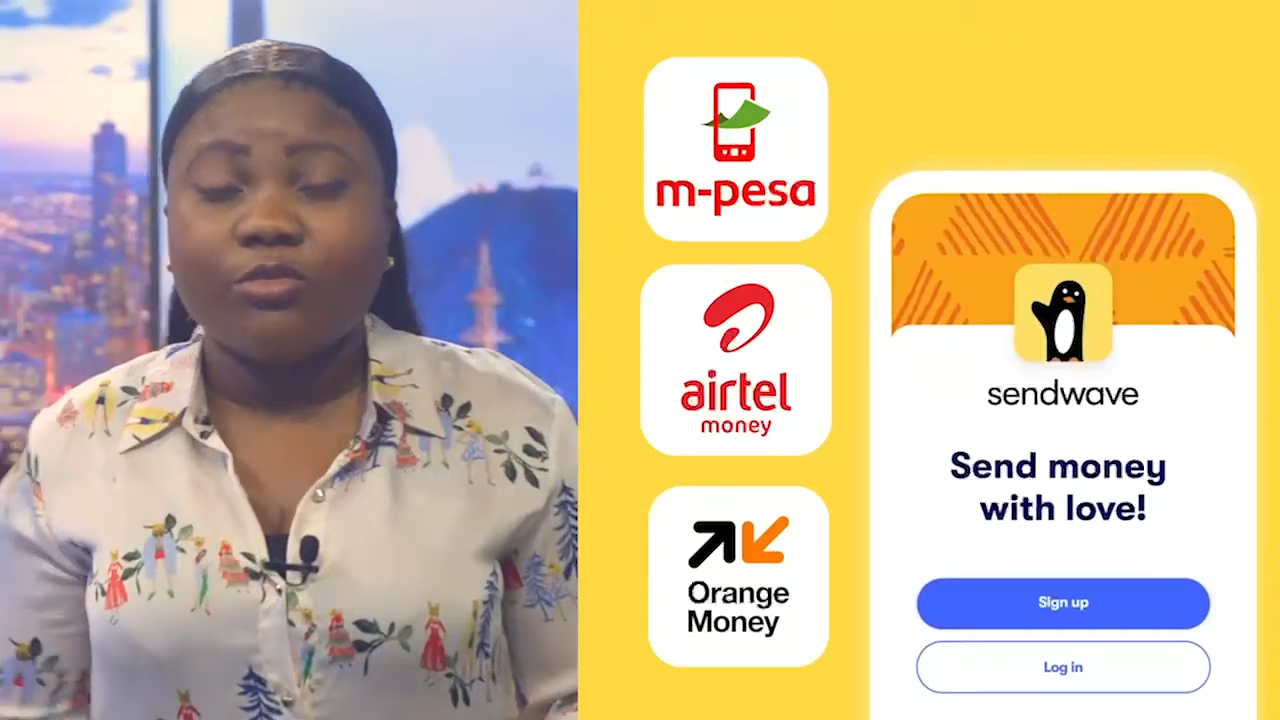 m-pesa
airtel
money
Orange
Money
sendwave
Send money
with love!
Sign up
Log in